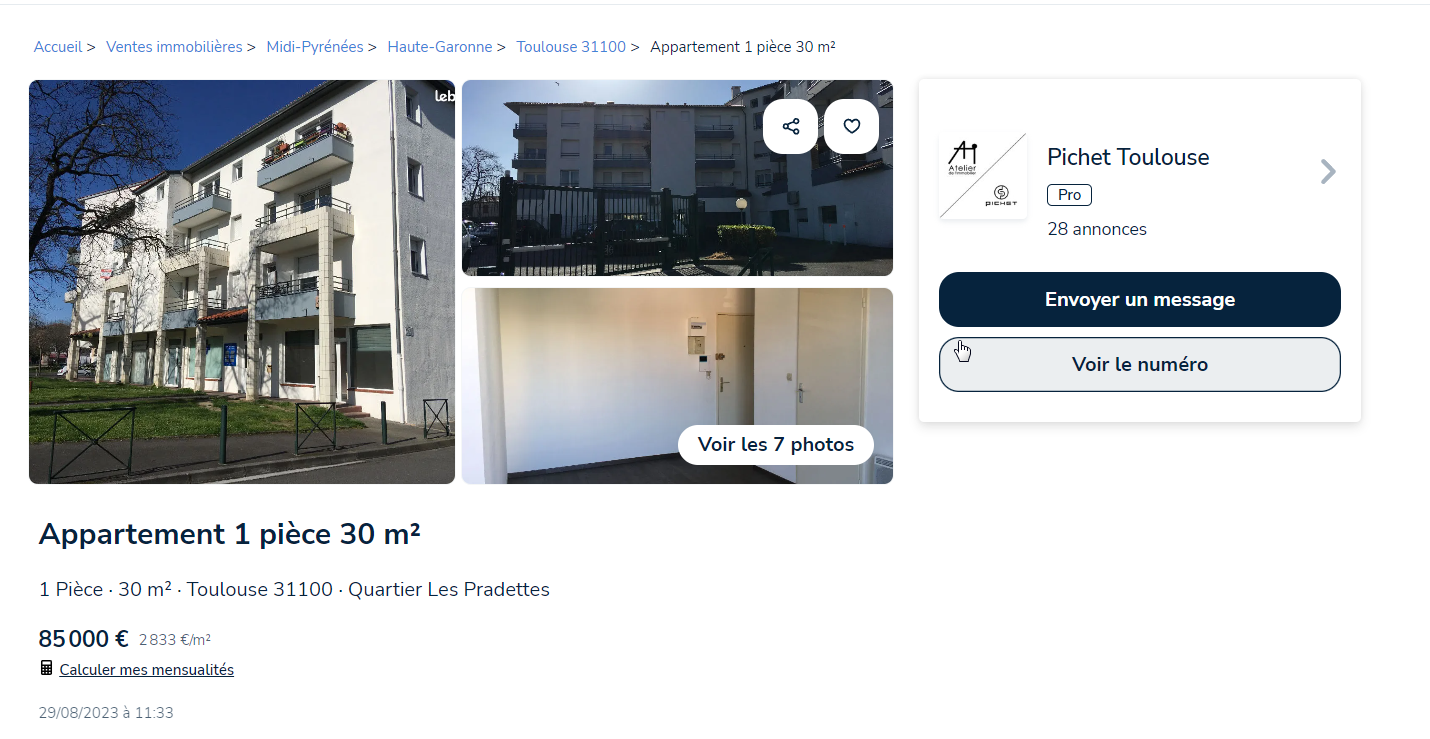 Accueil > Ventes immobilières > Midi-Pyrénées > Haute-Garonne > Toulouse 31100 > Appartement 1 pièce 30 m²
leb
Voir les 7 photos
Atelier
de l'immobilier
PICHET
Pichet Toulouse
Pro
28 annonces
Envoyer un message
Voir le numéro
Appartement 1 pièce 30 m²
1 Pièce · 30 m² · Toulouse 31100 · Quartier Les Pradettes
85 000 € 2 833 €/m²
Calculer mes mensualités
29/08/2023 à 11:33